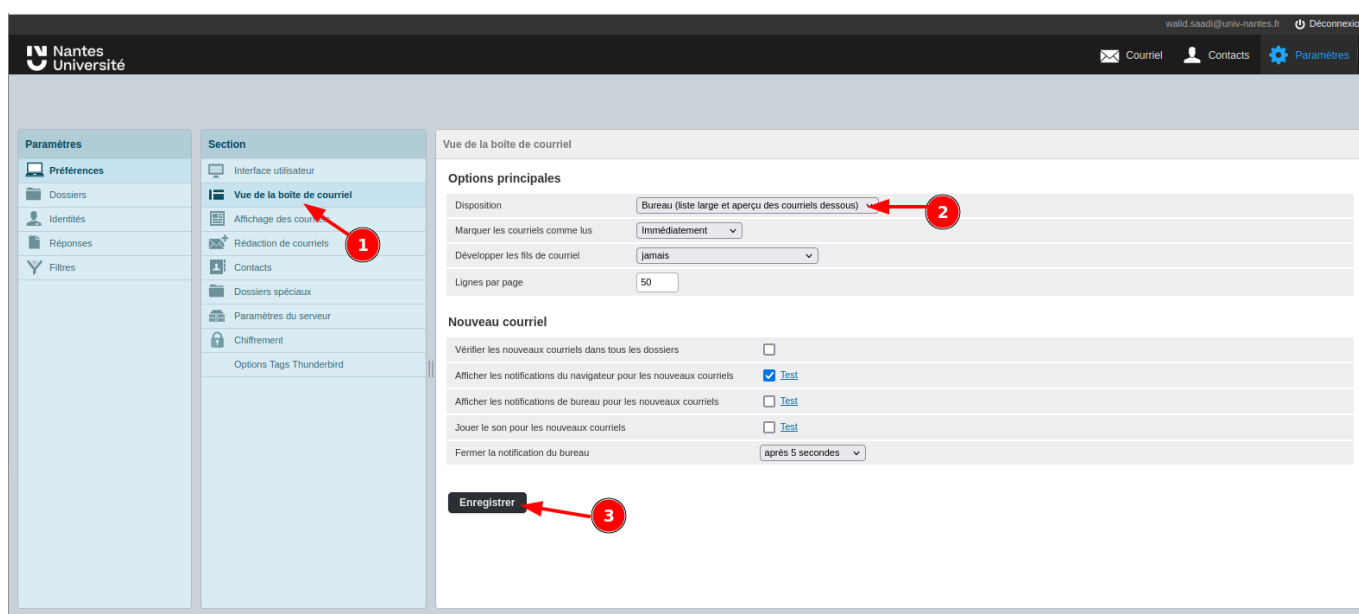 walid.saadi@univ-nantes.fr Déconnexio
Nantes
Université
Courriel Contacts Paramètres
Paramètres
Préférences
Dossiers
Identités
Réponses
Filtres
Section
Interface utilisateur
Vue de la boîte de courriel
Affichage des courriels
Rédaction de courriels
Contacts
Dossiers spéciaux
Paramètres du serveur
Chiffrement
Options Tags Thunderbird
1
Vue de la boîte de courriel
Options principales
Disposition Bureau (liste large et aperçu des courriels dessous) 2
Marquer les courriels comme lus Immédiatement
Développer les fils de courriel jamais
Lignes par page 50
Nouveau courriel
Vérifier les nouveaux courriels dans tous les dossiers
Afficher les notifications du navigateur pour les nouveaux courriels Test
Afficher les notifications de bureau pour les nouveaux courriels Test
Jouer le son pour les nouveaux courriels Test
Fermer la notification du bureau après 5 secondes
Enregistrer
3